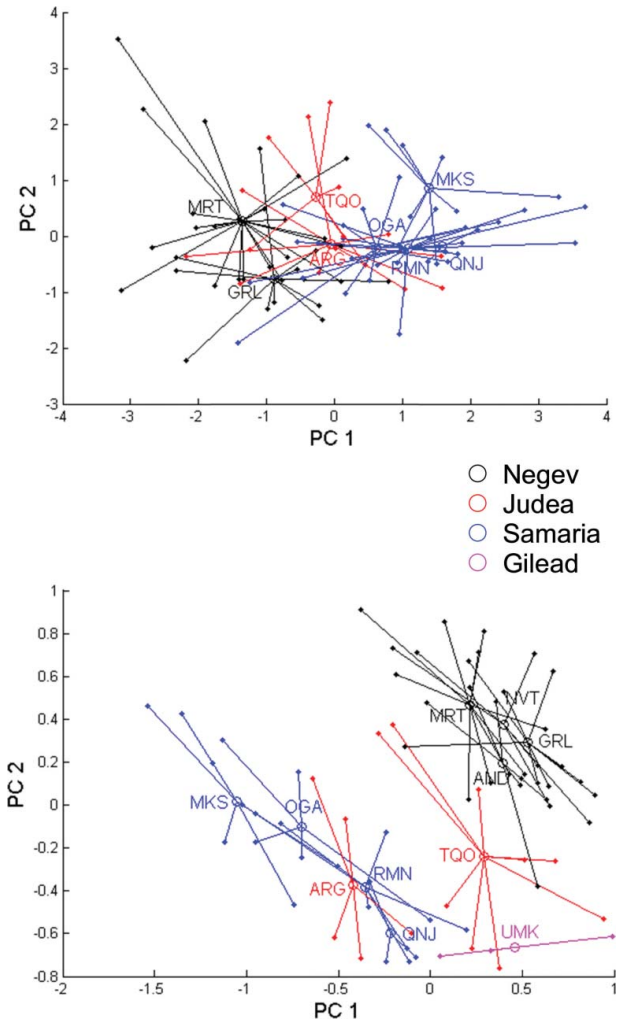 4
3
2
1
0
-1
-2
-3
PC 2
MRT
GRL
TQO
ARG
MKS
OGA
RMN
QNJ
-4 -3 -2 -1 0 1 2 3 4
PC 1
Negev
Judea
Samaria
Gilead
1
0.8
0.6
0.4
0.2
0
-0.2
-0.4
-0.6
-0.8
PC 2
NVT
MRT
GRL
AND
MKS
OGA
TQO
RMN
ARG
QNJ
UMK
-2 -1.5 -1 -0.5 0 0.5 1
PC 1